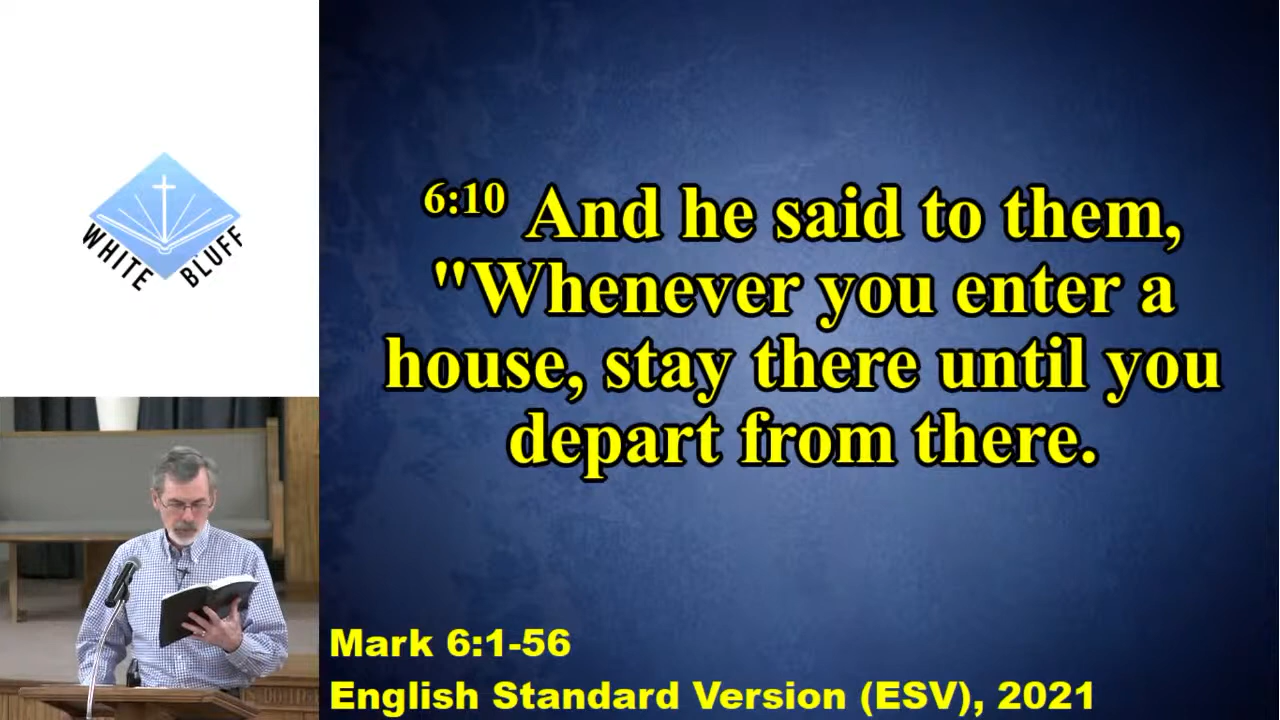 WHITE BLUFF
6:10 And he said to them,
"Whenever you enter a
house, stay there until you
depart from there.
Mark 6:1-56
English Standard Version (ESV), 2021